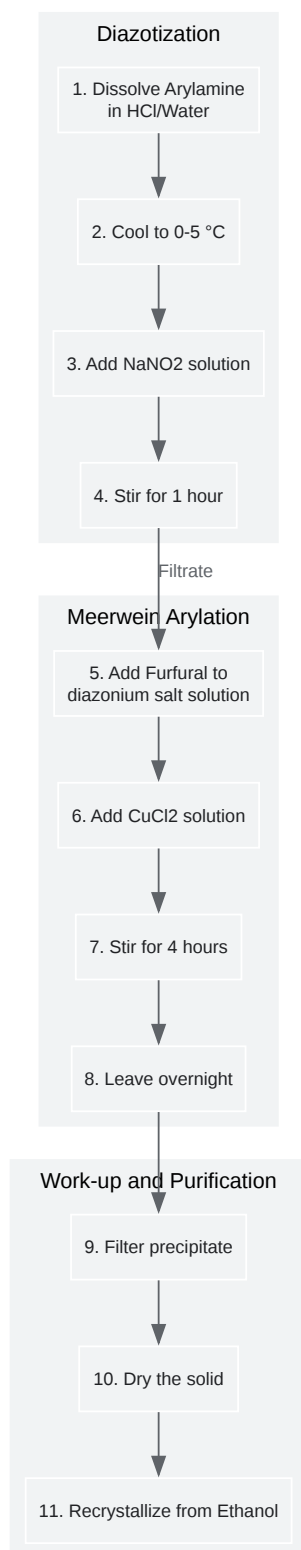 Diazotization
1. Dissolve Arylamine
in HCl/Water
2. Cool to 0-5 °C
3. Add NaNO2 solution
4. Stir for 1 hour
Filtrate
Meerwein Arylation
5. Add Furfural to
diazonium salt solution
6. Add CuCl2 solution
7. Stir for 4 hours
8. Leave overnight
Work-up and Purification
9. Filter precipitate
10. Dry the solid
11. Recrystallize from Ethanol